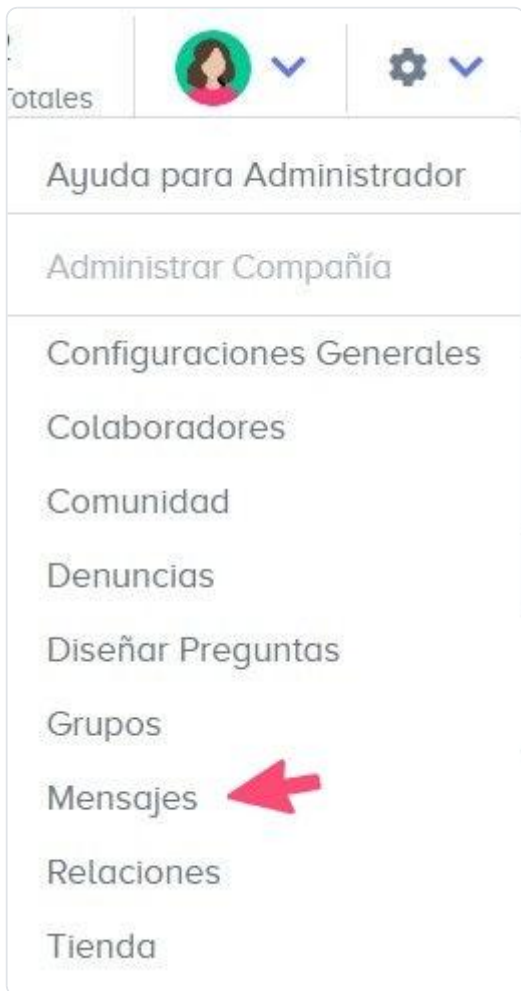 Totales
Ayuda para Administrador
Administrar Compañía
Configuraciones Generales
Colaboradores
Comunidad
Denuncias
Diseñar Preguntas
Grupos
Mensajes
Relaciones
Tienda